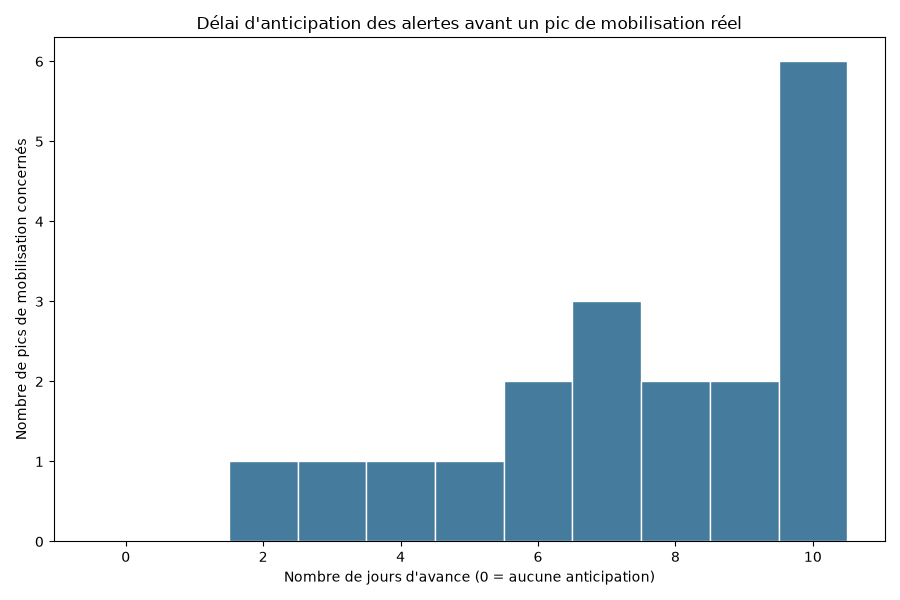 Délai d'anticipation des alertes avant un pic de mobilisation réel
Nombre de pics de mobilisation concernés
6
5
4
3
2
1
0
0 2 4 6 8 10
Nombre de jours d'avance (0 = aucune anticipation)